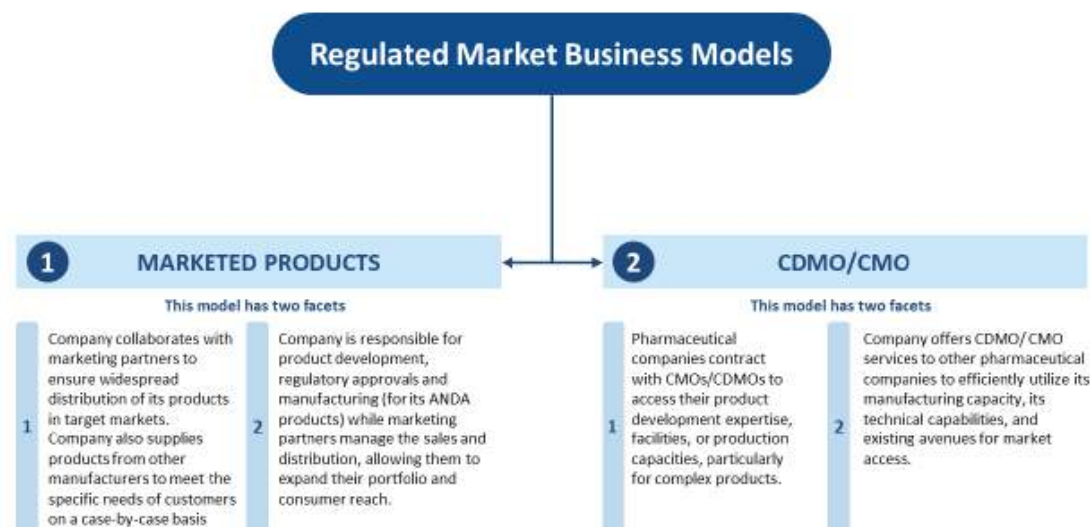 Regulated Market Business Models
1 MARKETED PRODUCTS
This model has two facets
1
Company collaborates with
marketing partners to
ensure widespread
distribution of its products
in target markets.
Company also supplies
products from other
manufacturers to meet the
specific needs of customers
on a case-by-case basis
2
Company is responsible for
product development,
regulatory approvals and
manufacturing (for its ANDA
products) while marketing
partners manage the sales and
distribution, allowing them to
expand their portfolio and
consumer reach.
2 CDMO/CMO
This model has two facets
1
Pharmaceutical
companies contract
with CMOs/CDMOs to
access their product
development expertise,
facilities, or production
capacities, particularly
for complex products.
2
Company offers CDMO/ CMO
services to other pharmaceutical
companies to efficiently utilize its
manufacturing capacity, its
technical capabilities, and
existing avenues for market
access.